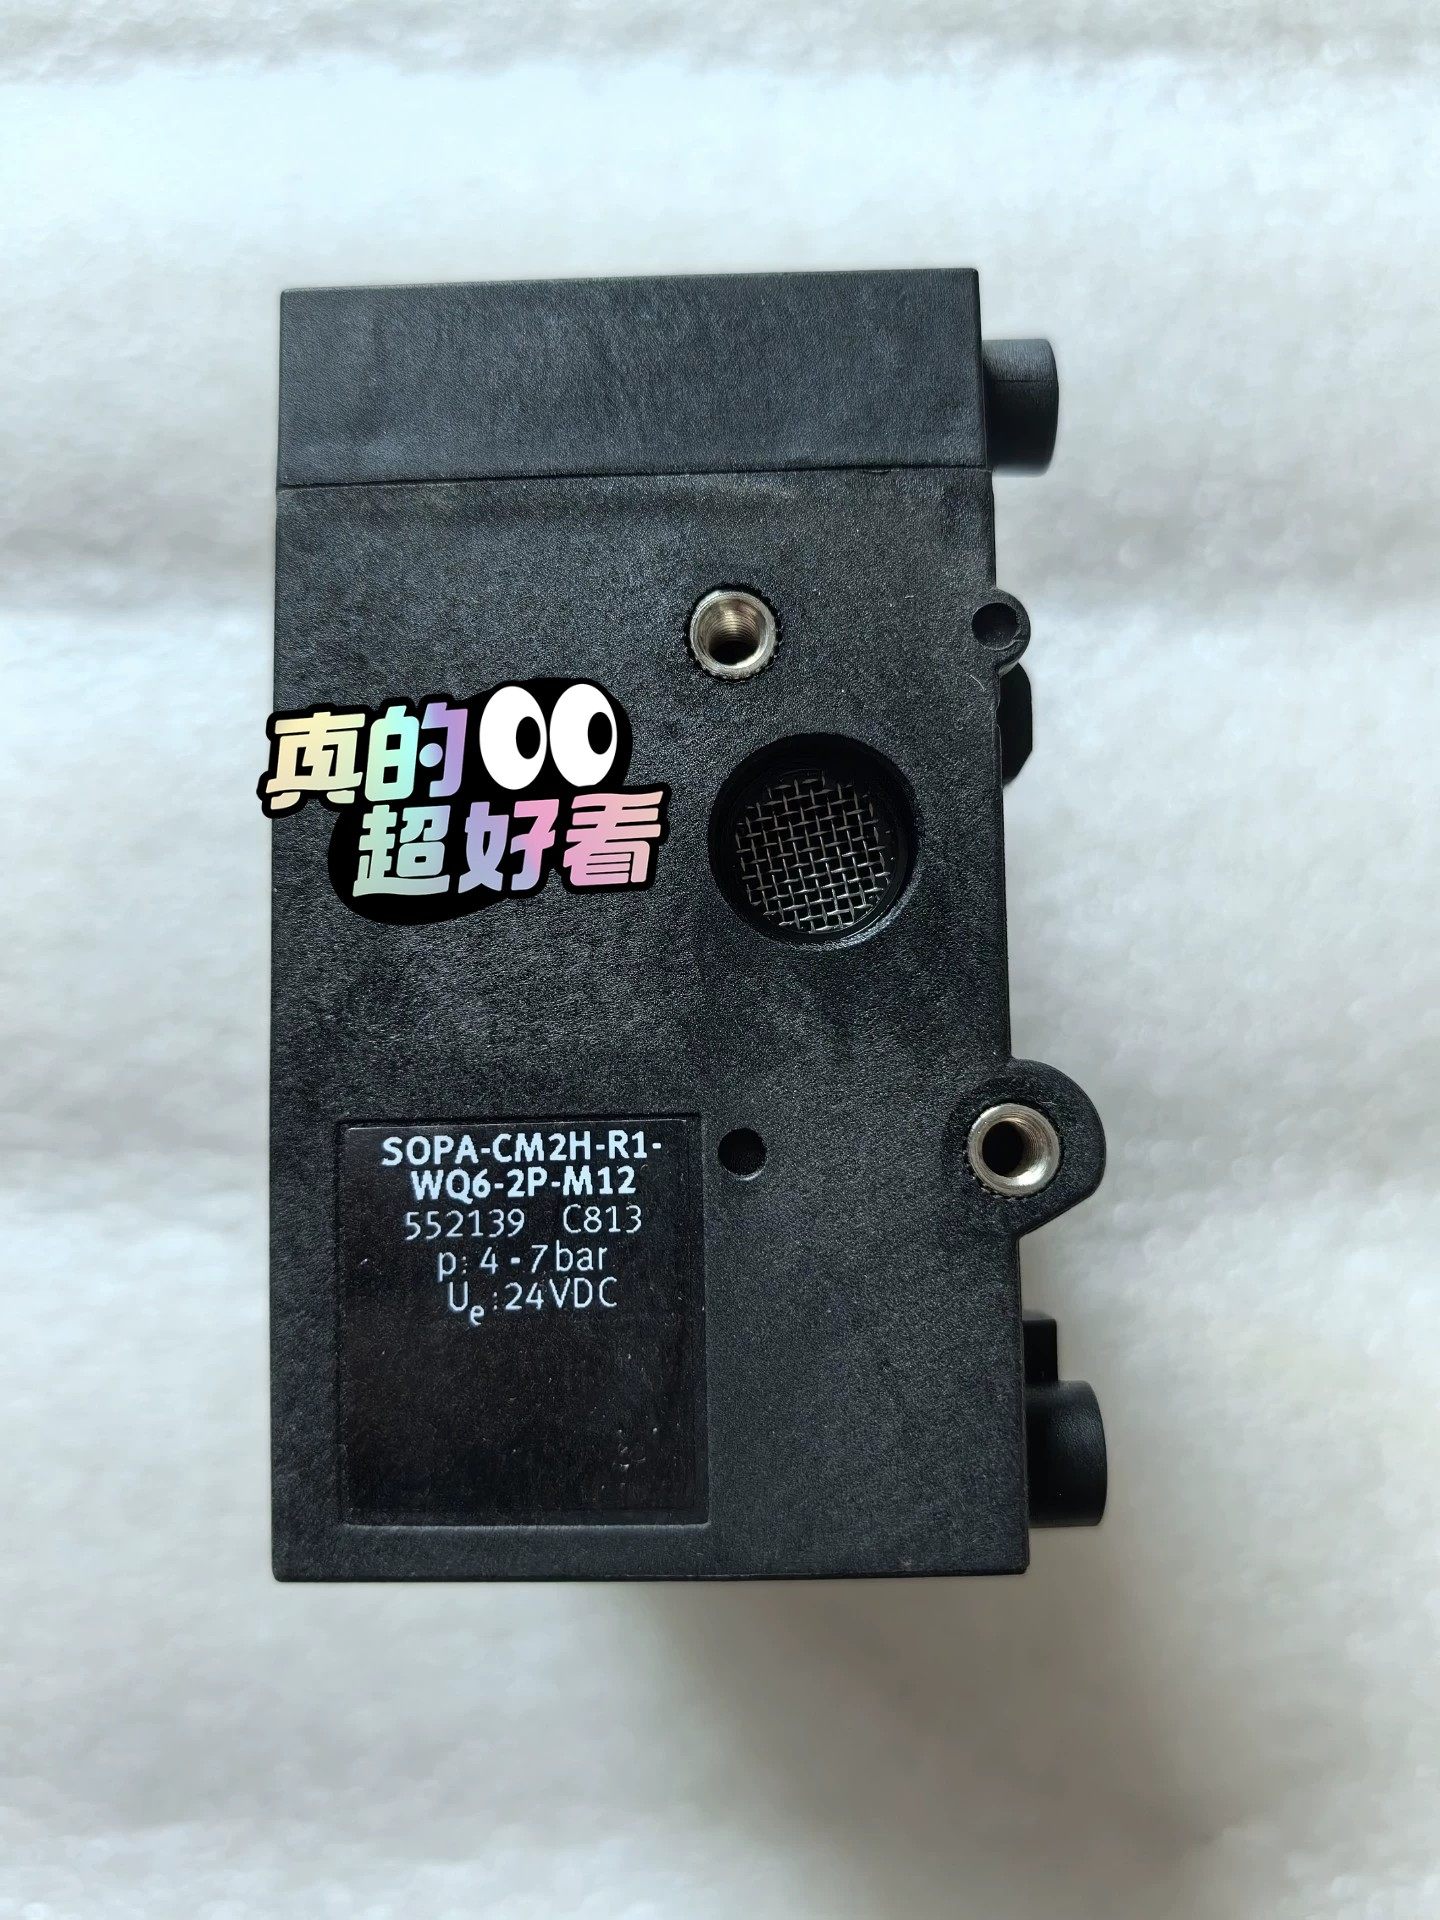 真的
超好看
SOPA-CM2H-R1-
WQ6-2P-M12
552139 C813
p: 4 - 7 bar
Ue : 24VDC